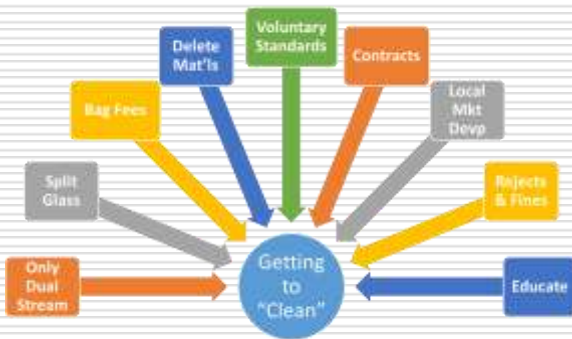 Voluntary
Standards
Delete
Mat'ls
Contracts
Bag Fees
Local
Mkt
Devp
Split
Glass
Rejects
& Fines
Only
Dual
Stream
Getting
to
"Clean"
Educate